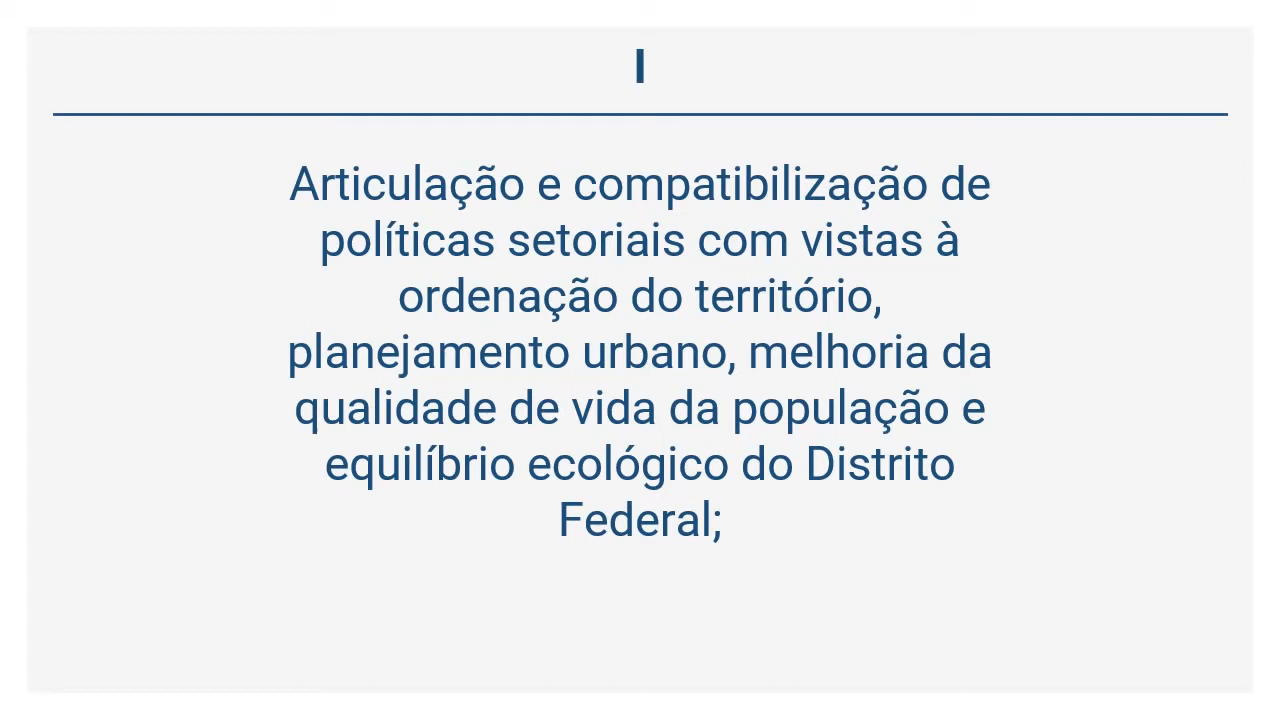 I
Articulação e compatibilização de
políticas setoriais com vistas à
ordenação do território,
planejamento urbano, melhoria da
qualidade de vida da população e
equilíbrio ecológico do Distrito
Federal;